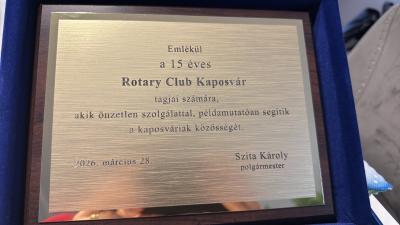 Emlékül
a 15 éves
Rotary Club Kaposvár
tagjai számára,
akik önzetlen szolgálattal, példamutatóan segítik
a kaposváriak közösségét.
2026. március 28.
Szita Károly
polgármester